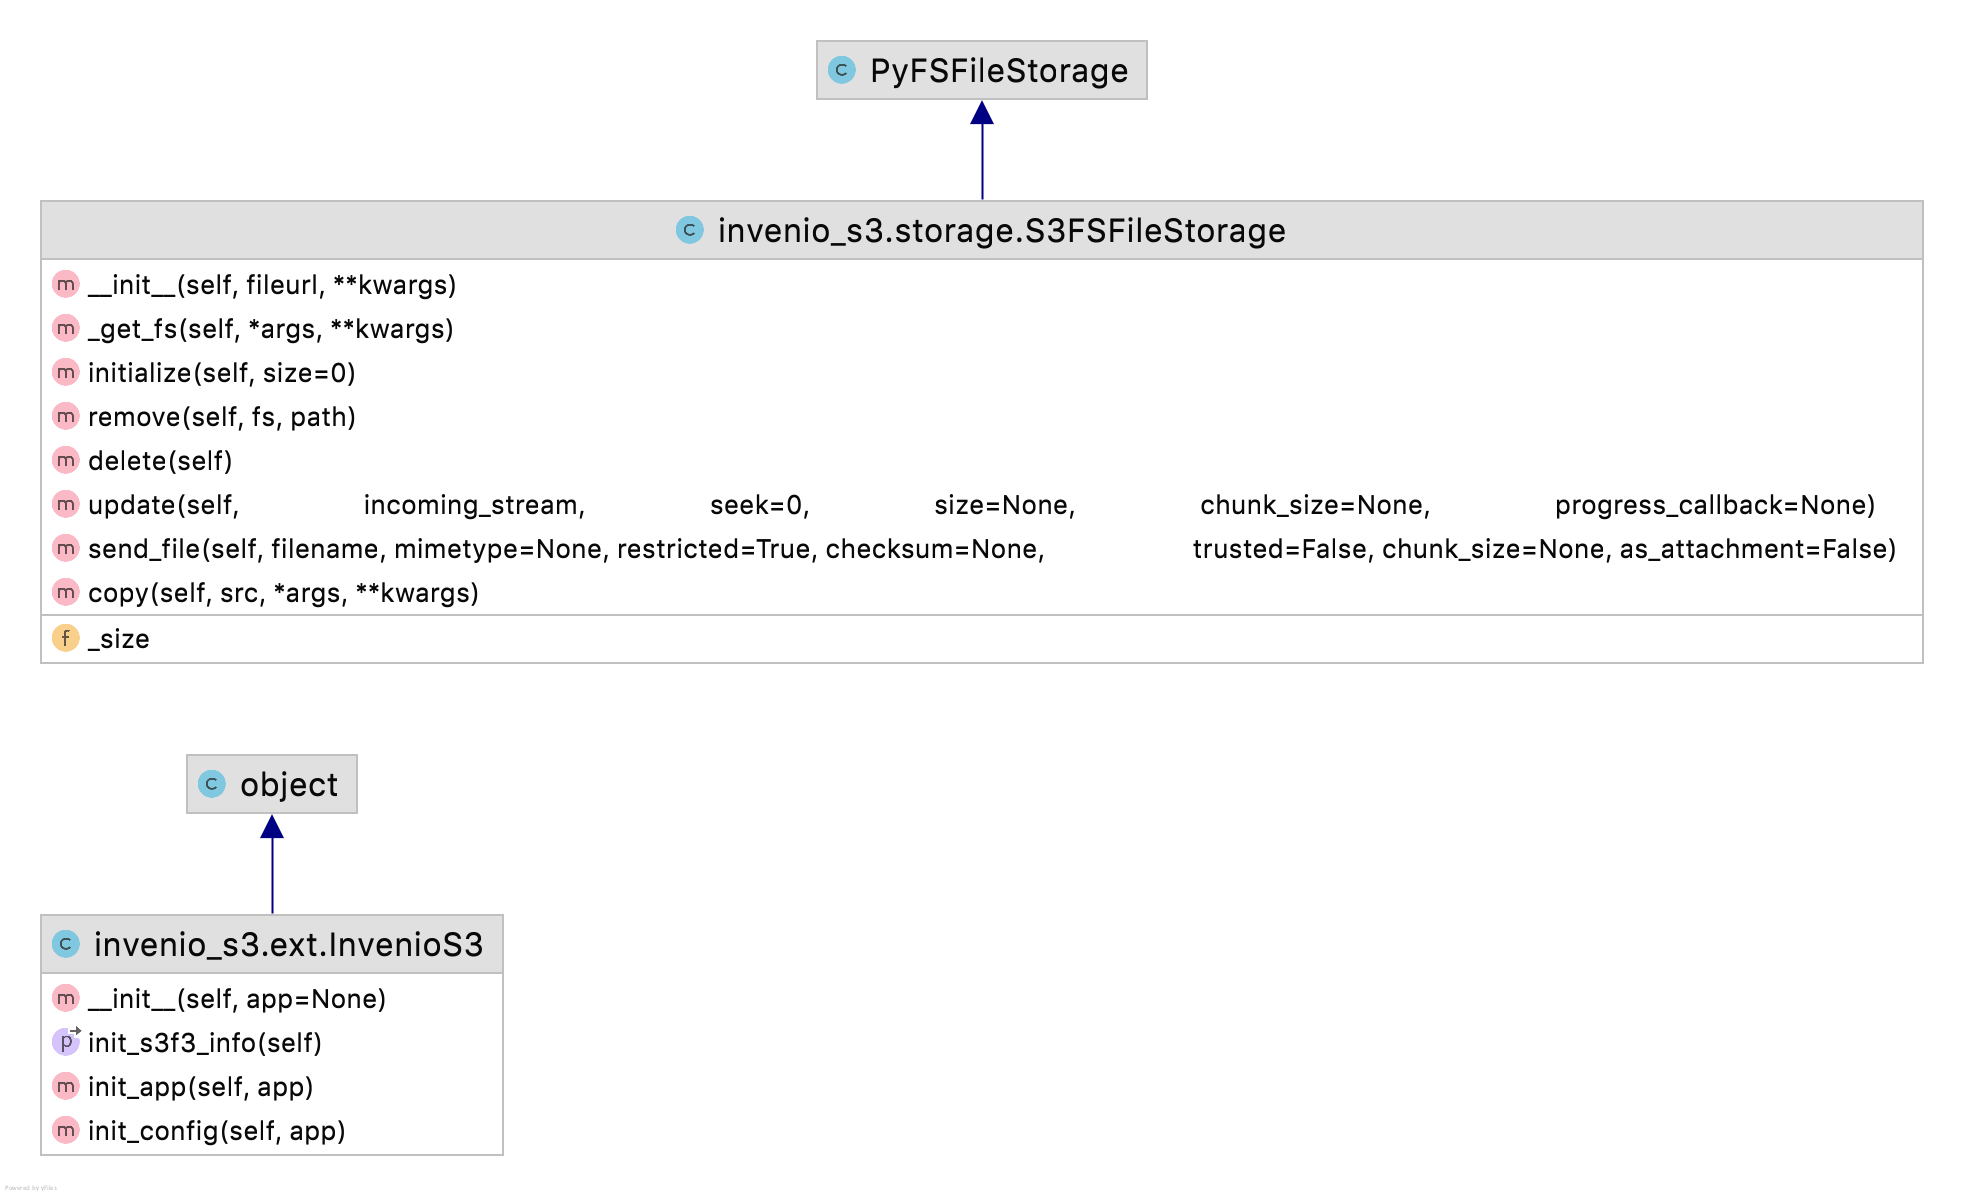 C PyFSFileStorage
C invenio_s3.storage.S3FSFileStorage
m __init__(self, fileurl, **kwargs)
m _get_fs(self, *args, **kwargs)
m initialize(self, size=0)
m remove(self, fs, path)
m delete(self)
m update(self, incoming_stream, seek=0, size=None, chunk_size=None, progress_callback=None)
m send_file(self, filename, mimetype=None, restricted=True, checksum=None, trusted=False, chunk_size=None, as_attachment=False)
m copy(self, src, *args, **kwargs)
f _size
C object
C invenio_s3.ext.InvenioS3
m __init__(self, app=None)
p init_s3f3_info(self)
m init_app(self, app)
m init_config(self, app)
Powered by yFiles